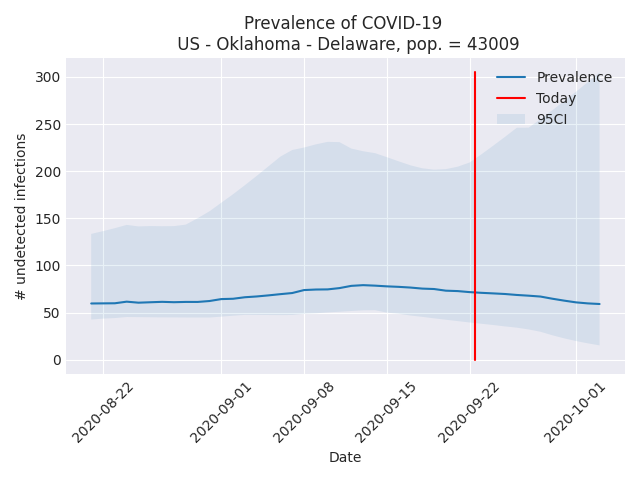 Prevalence of COVID-19
US - Oklahoma - Delaware, pop. = 43009
Prevalence
Today
95CI
# undetected infections
300
250
200
150
100
50
0
2020-08-22
2020-09-01
2020-09-08
2020-09-15
2020-09-22
2020-10-01
Date